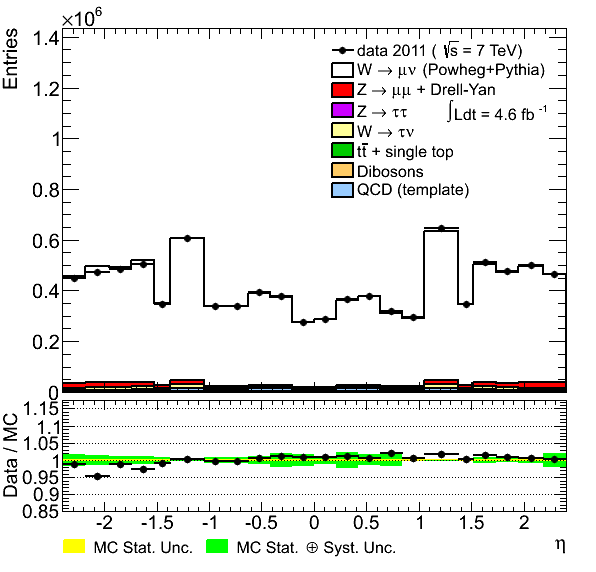 ×10⁶
Entries
1.4
1.2
1
0.8
0.6
0.4
0.2
0
data 2011 ( √s = 7 TeV)
W → μν (Powheg+Pythia)
Z → μμ + Drell-Yan
Z → ττ
∫Ldt = 4.6 fb⁻¹
W → τν
tt̄ + single top
Dibosons
QCD (template)
Data / MC
1.15
1.1
1.05
1
0.95
0.9
0.85
-2 -1.5 -1 -0.5 0 0.5 1 1.5 2
MC Stat. Unc. MC Stat. ⊕ Syst. Unc. η